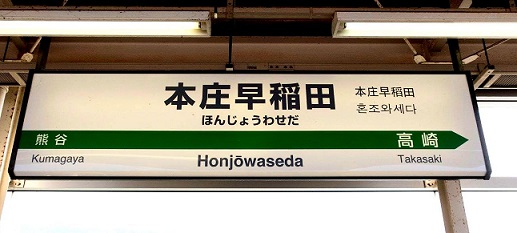 本庄早稲田
ほんじょうわせだ
本庄早稲田
혼조와세다
熊谷
高崎
Kumagaya
Honjōwaseda
Takasaki